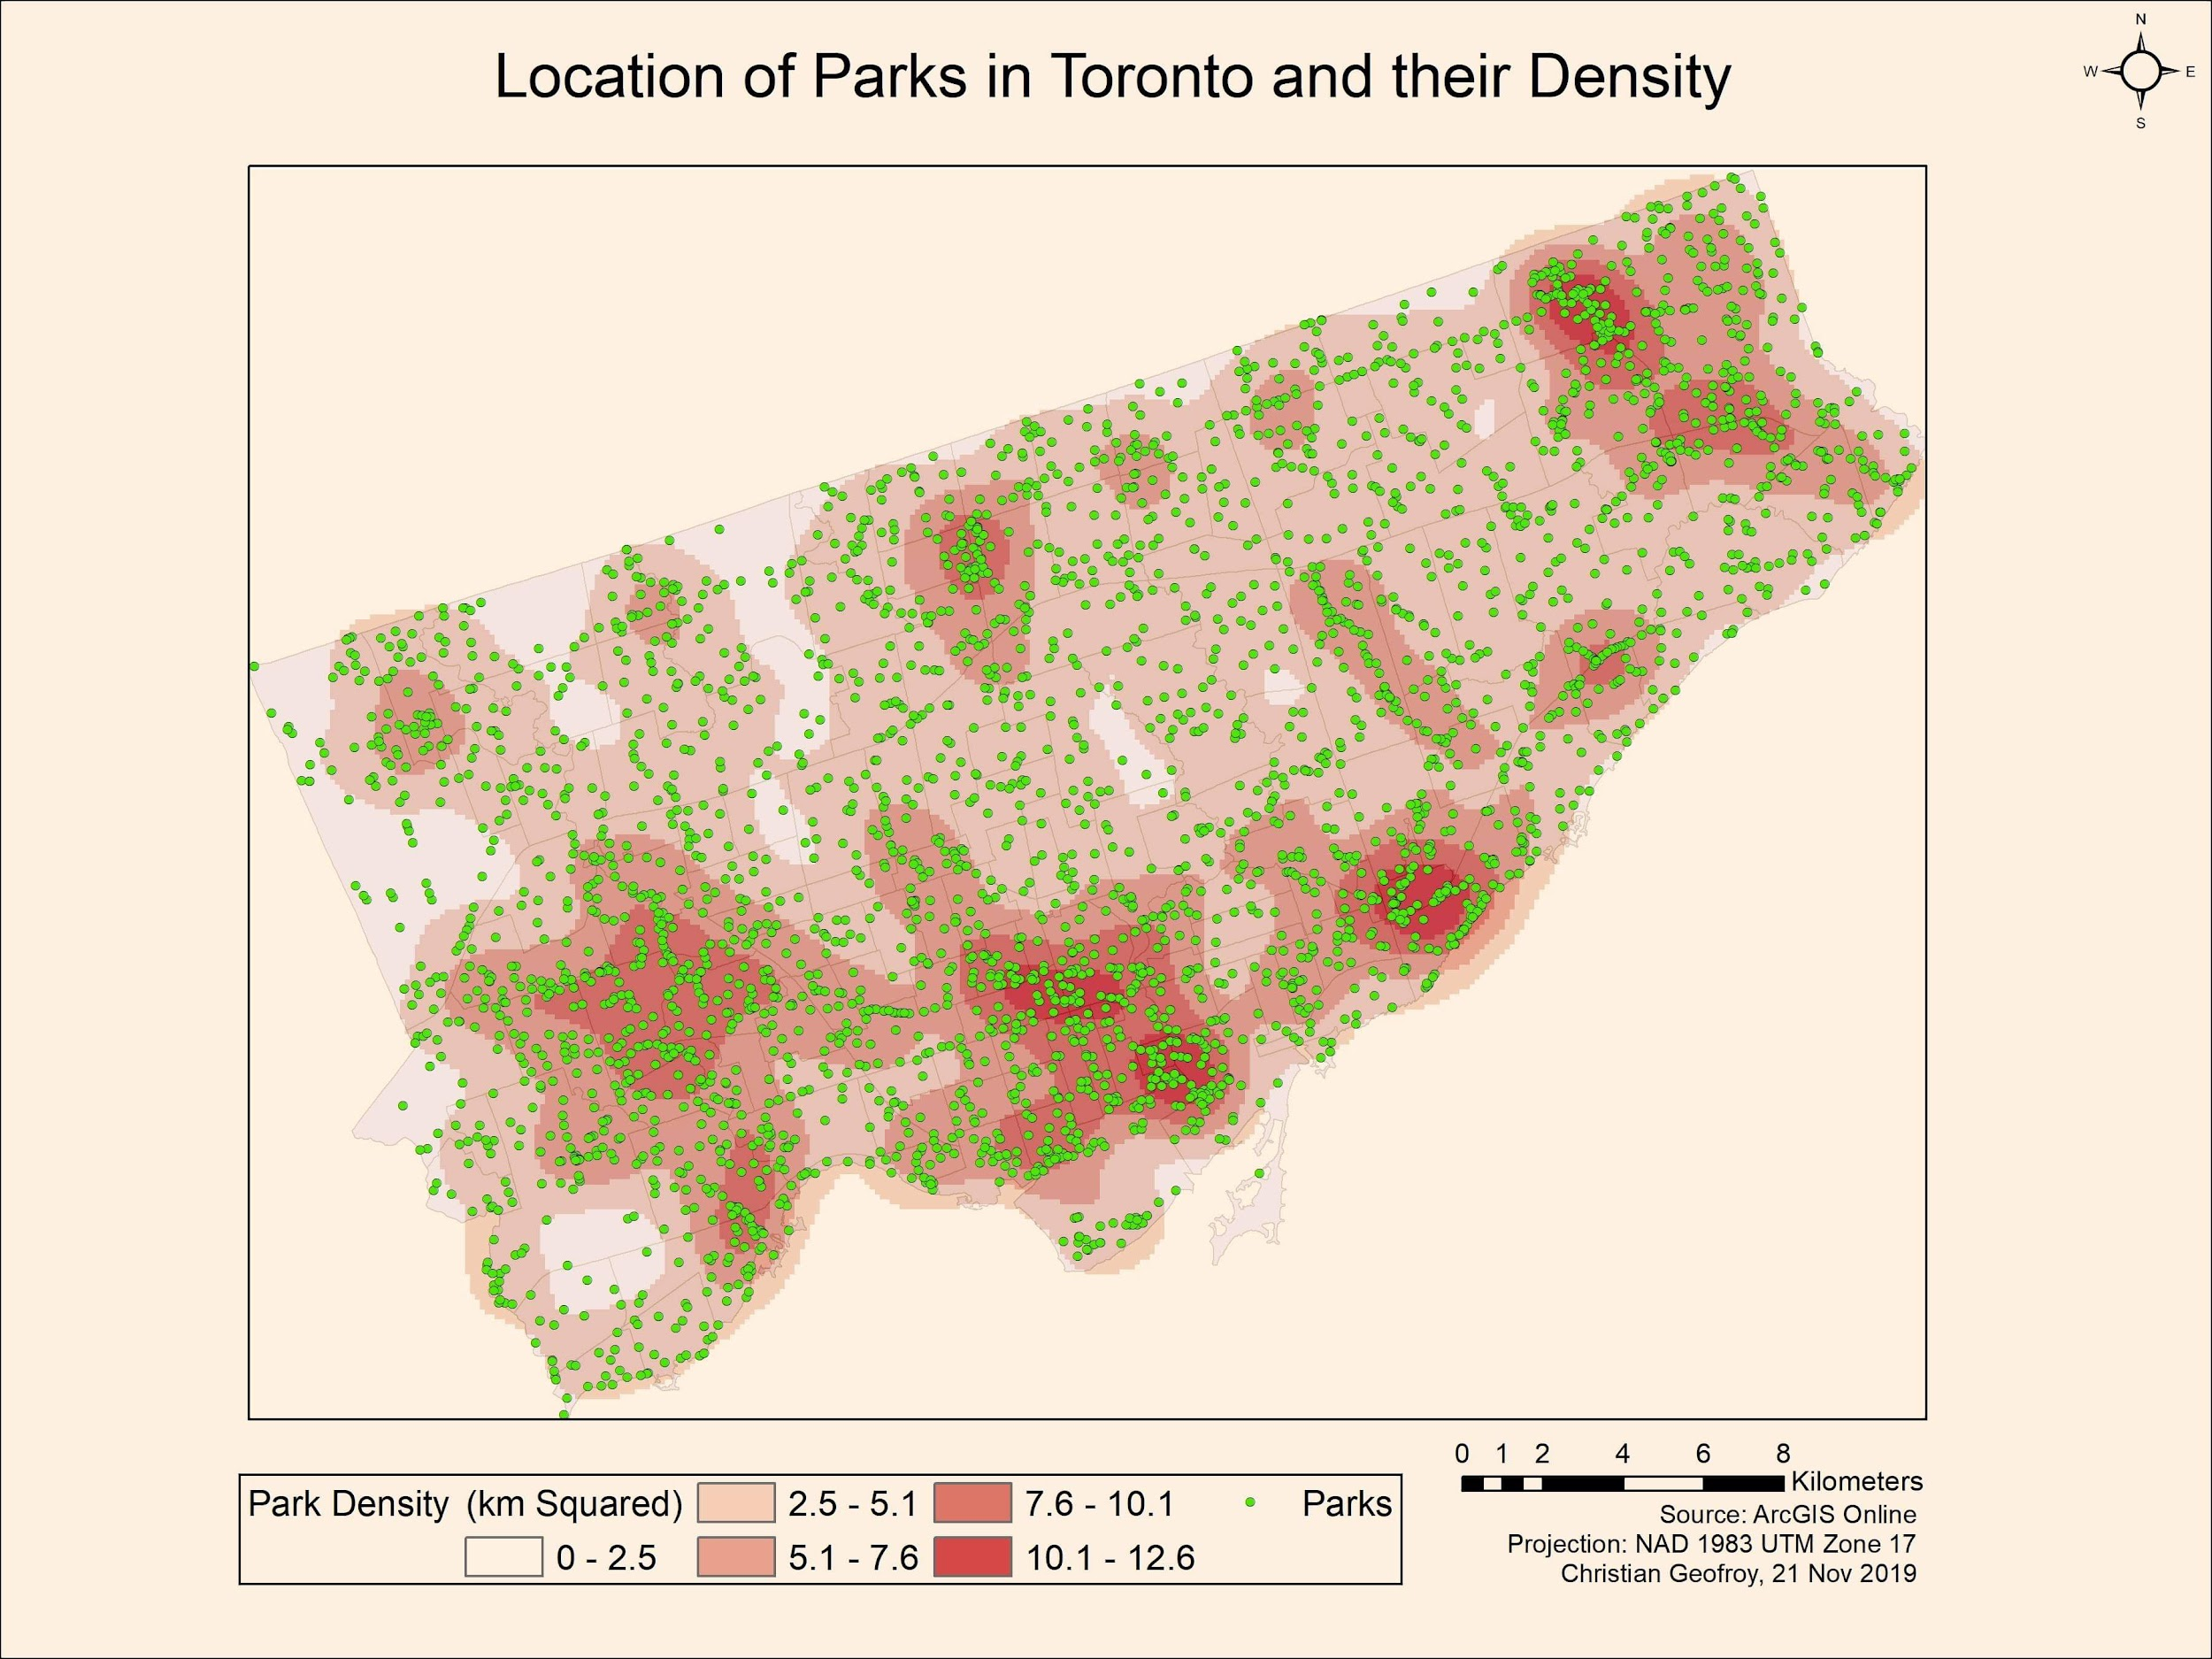 Location of Parks in Toronto and their Density
N
W E
S
0 1 2 4 6 8
Kilometers
Park Density (km Squared) 2.5 - 5.1 7.6 - 10.1 Parks
0 - 2.5 5.1 - 7.6 10.1 - 12.6
Source: ArcGIS Online
Projection: NAD 1983 UTM Zone 17
Christian Geofroy, 21 Nov 2019